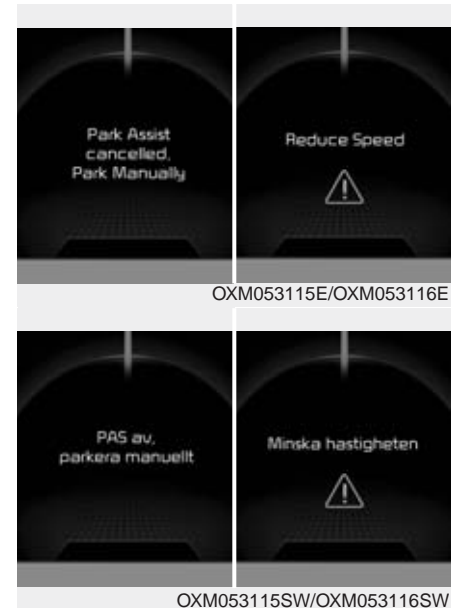 Park Assist
cancelled,
Park Manually
Reduce Speed
OXM053115E/OXM053116E
PAS av,
parkera manuellt
Minska hastigheten
OXM053115SW/OXM053116SW